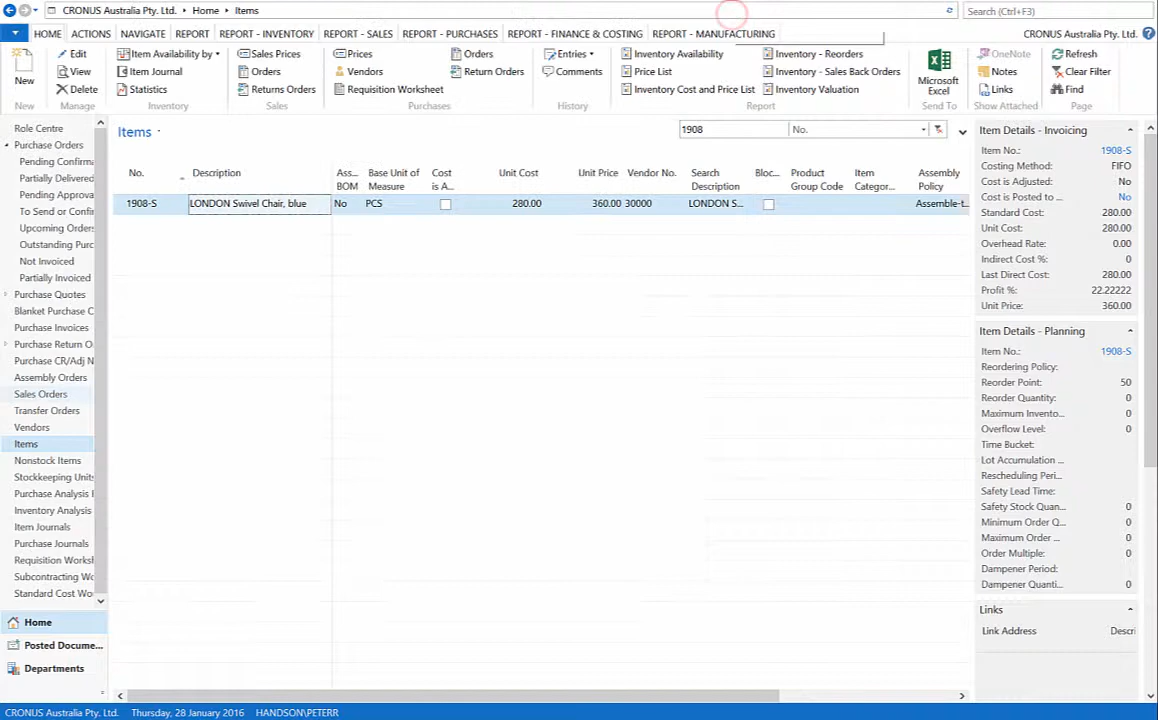 CRONUS Australia Pty. Ltd. ▸ Home ▸ Items
Search (Ctrl+F3)
HOME ACTIONS NAVIGATE REPORT REPORT - INVENTORY REPORT - SALES REPORT - PURCHASES REPORT - FINANCE & COSTING REPORT - MANUFACTURING
CRONUS Australia Pty. Ltd.
New
New
Edit
View
Delete
Manage
Item Availability by
Item Journal
Statistics
Inventory
Sales Prices
Orders
Returns Orders
Sales
Prices
Vendors
Requisition Worksheet
Orders
Return Orders
Purchases
Entries
Comments
History
Inventory Availability
Price List
Inventory Cost and Price List
Inventory - Reorders
Inventory - Sales Back Orders
Inventory Valuation
Report
Microsoft
Excel
Send To
OneNote
Notes
Links
Show Attached
Refresh
Clear Filter
Find
Page
Role Centre
Purchase Orders
Pending Confirma
Partially Delivered
Pending Approva
To Send or Confir
Upcoming Orders
Outstanding Purc
Not Invoiced
Partially Invoiced
Purchase Quotes
Blanket Purchase C
Purchase Invoices
Purchase Return O
Purchase CR/Adj N
Assembly Orders
Sales Orders
Transfer Orders
Vendors
Items
Nonstock Items
Stockkeeping Units
Purchase Analysis
Inventory Analysis
Item Journals
Purchase Journals
Requisition Worksh
Subcontracting Wo
Standard Cost Wo
Home
Posted Docume...
Departments
Items
1908
No.
No. Description Ass... BOM Base Unit of Measure Cost is A... Unit Cost Unit Price Vendor No. Search Description Bloc... Product Group Code Item Categor... Assembly Policy
1908-S LONDON Swivel Chair, blue No PCS 280.00 360.00 30000 LONDON S... Assemble-t...
Item Details - Invoicing
Item No.: 1908-S
Costing Method: FIFO
Cost is Adjusted: No
Cost is Posted to ... No
Standard Cost: 280.00
Unit Cost: 280.00
Overhead Rate: 0.00
Indirect Cost %: 0
Last Direct Cost: 280.00
Profit %: 22.22222
Unit Price: 360.00
Item Details - Planning
Item No.: 1908-S
Reordering Policy:
Reorder Point: 50
Reorder Quantity: 0
Maximum Invento... 0
Overflow Level: 0
Time Bucket:
Lot Accumulation ...
Rescheduling Peri...
Safety Lead Time:
Safety Stock Quan... 0
Minimum Order Q... 0
Maximum Order ... 0
Order Multiple: 0
Dampener Period:
Dampener Quanti... 0
Links
Link Address Descri
CRONUS Australia Pty. Ltd. Thursday, 28 January 2016 HANDSON\PETERR